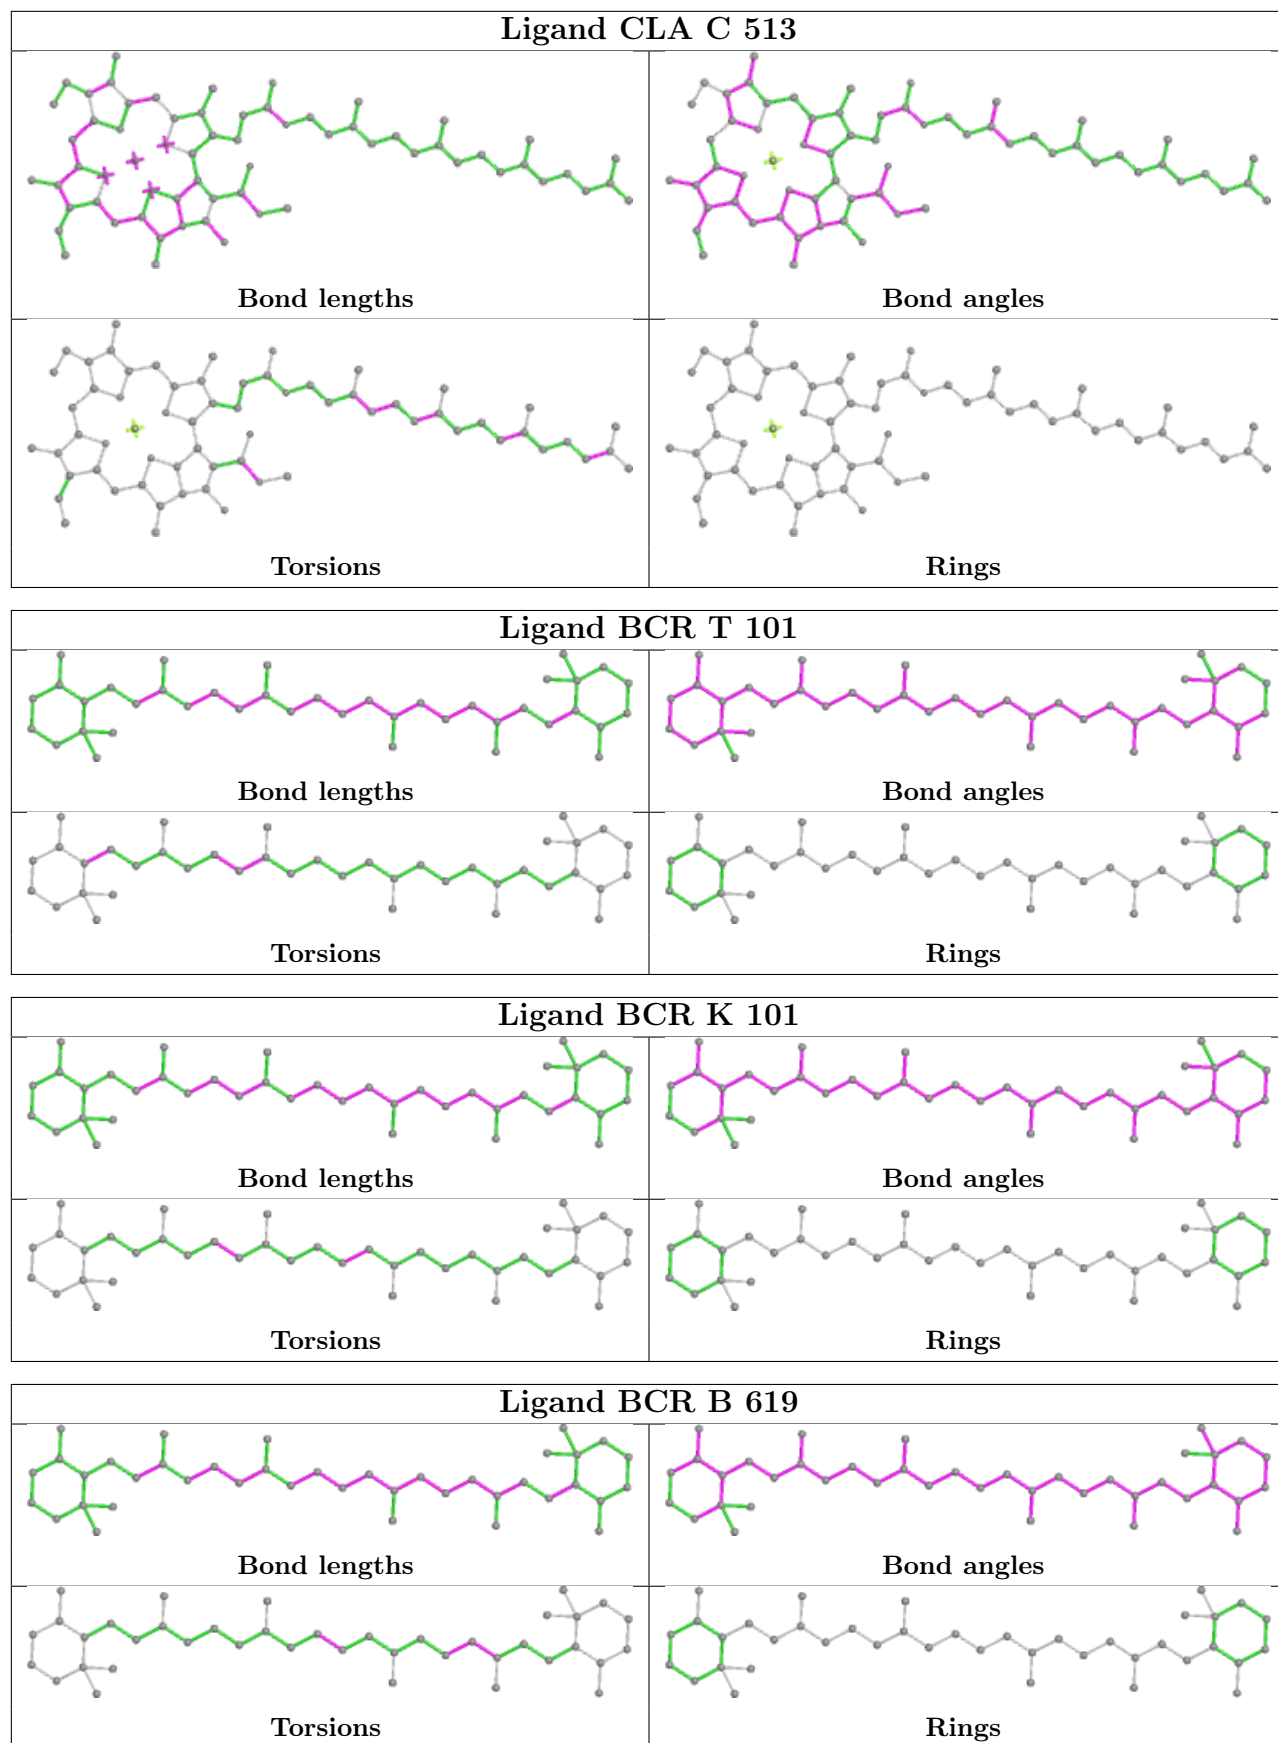 Ligand CLA C 513
Bond lengths
Bond angles
Torsions
Rings
Ligand BCR T 101
Bond lengths
Bond angles
Torsions
Rings
Ligand BCR K 101
Bond lengths
Bond angles
Torsions
Rings
Ligand BCR B 619
Bond lengths
Bond angles
Torsions
Rings